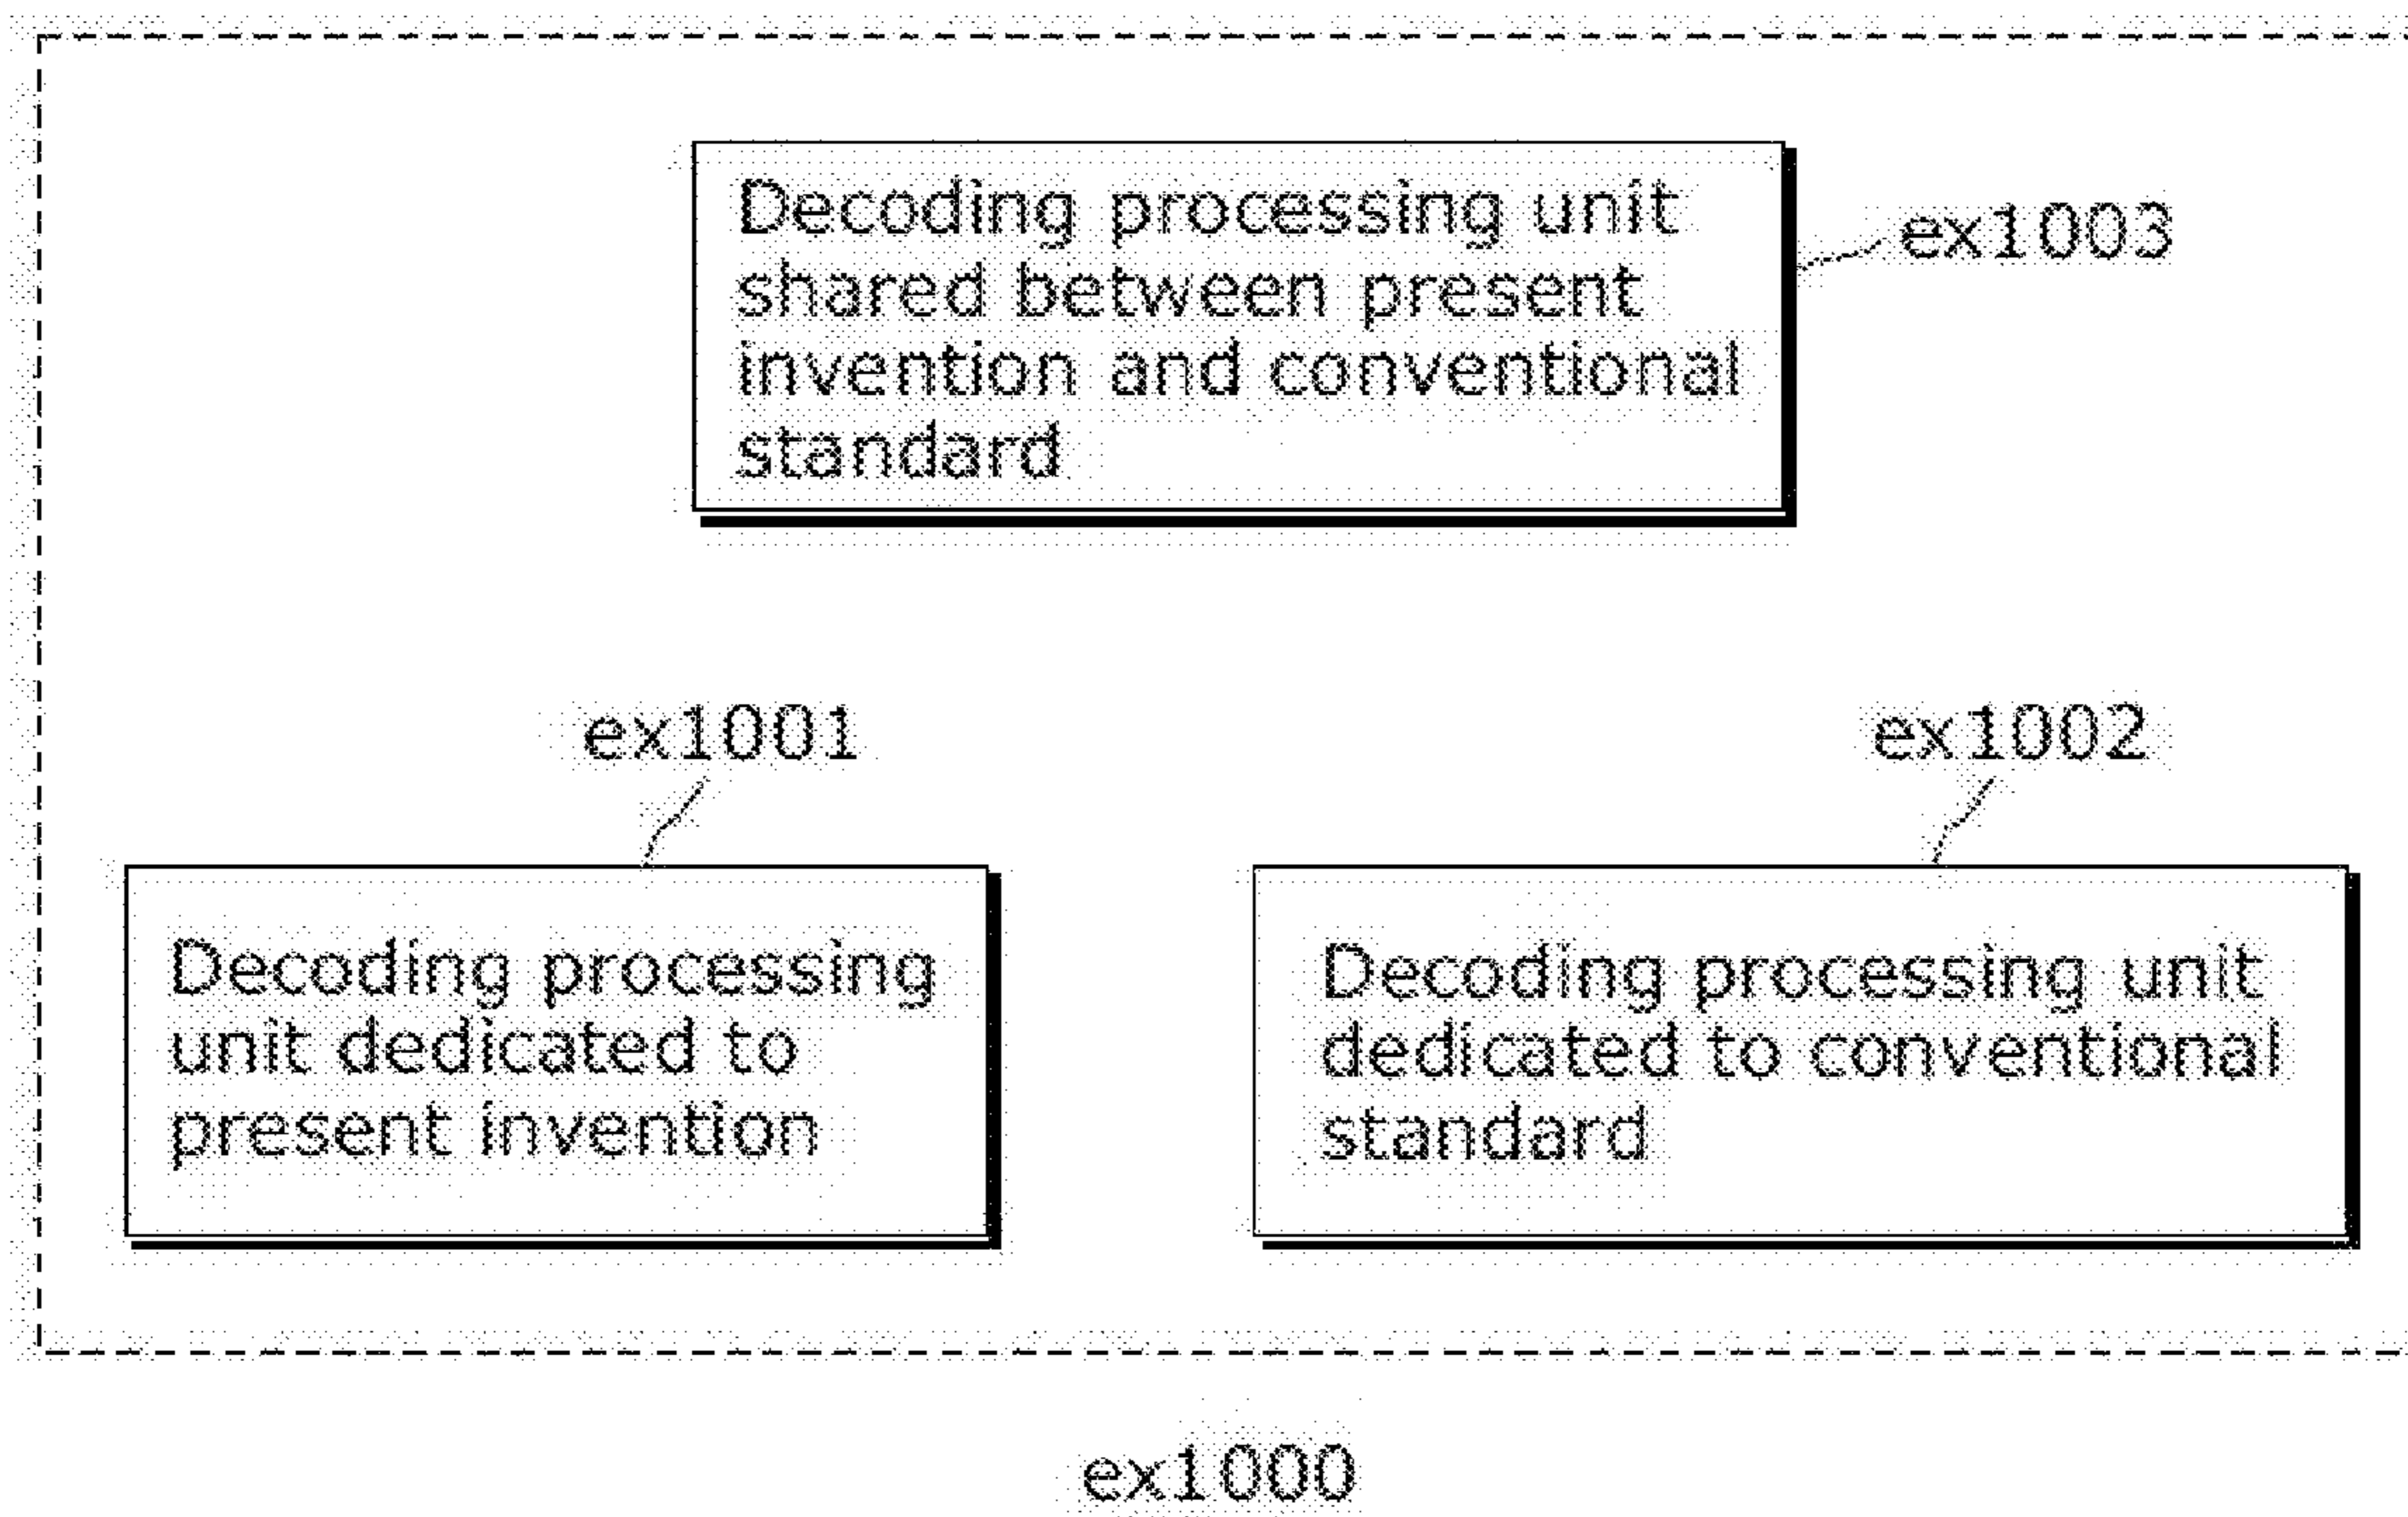 Decoding processing unit
shared between present
invention and conventional
standard
ex1003
ex1001
ex1002
Decoding processing
unit dedicated to
present invention
Decoding processing unit
dedicated to conventional
standard
ex1000